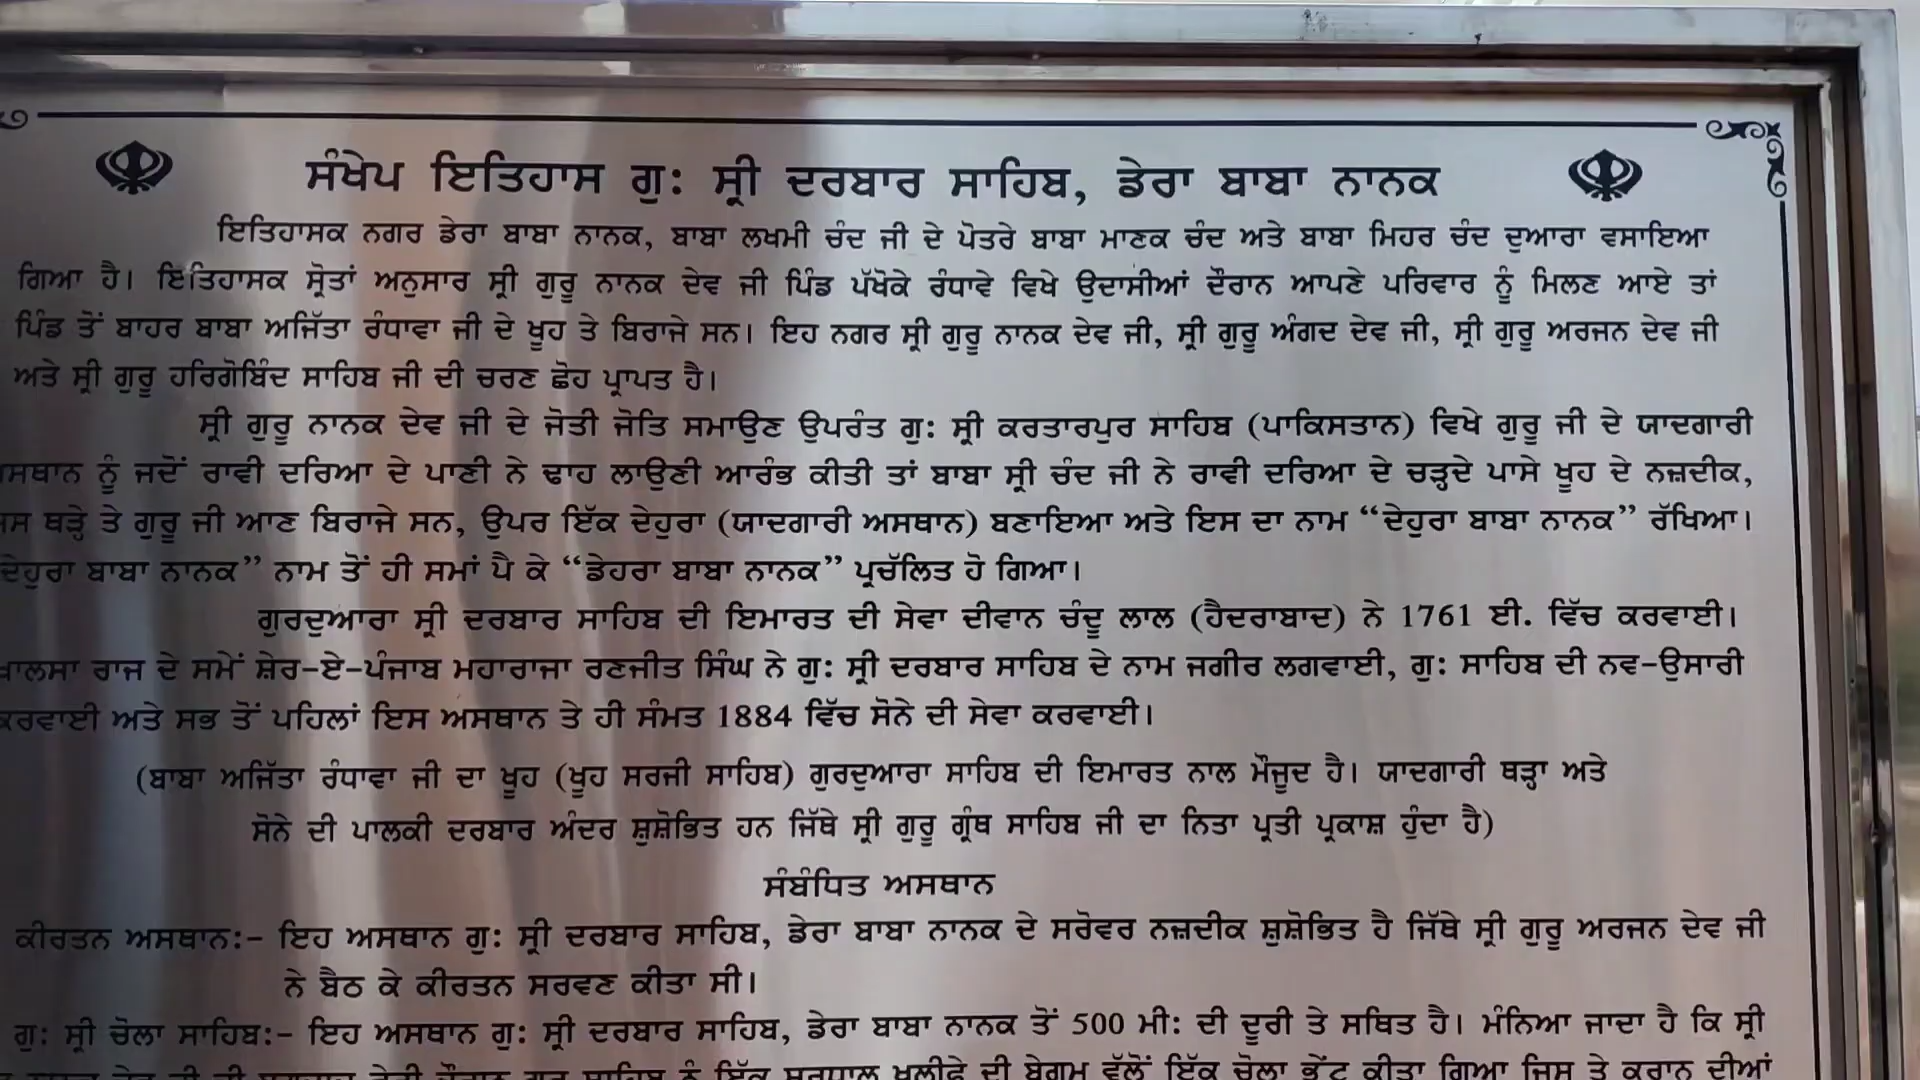 ਸੰਖੇਪ ਇਤਿਹਾਸ ਗੁ: ਸ੍ਰੀ ਦਰਬਾਰ ਸਾਹਿਬ, ਡੇਰਾ ਬਾਬਾ ਨਾਨਕ
ਇਤਿਹਾਸਕ ਨਗਰ ਡੇਰਾ ਬਾਬਾ ਨਾਨਕ, ਬਾਬਾ ਲਖਮੀ ਚੰਦ ਜੀ ਦੇ ਪੋਤਰੇ ਬਾਬਾ ਮਾਣਕ ਚੰਦ ਅਤੇ ਬਾਬਾ ਮਿਹਰ ਚੰਦ ਦੁਆਰਾ ਵਸਾਇਆ
ਗਿਆ ਹੈ। ਇਤਿਹਾਸਕ ਸ੍ਰੋਤਾਂ ਅਨੁਸਾਰ ਸ੍ਰੀ ਗੁਰੂ ਨਾਨਕ ਦੇਵ ਜੀ ਪਿੰਡ ਪੱਖੋਕੇ ਰੰਧਾਵੇ ਵਿਖੇ ਉਦਾਸੀਆਂ ਦੌਰਾਨ ਆਪਣੇ ਪਰਿਵਾਰ ਨੂੰ ਮਿਲਣ ਆਏ ਤਾਂ
ਪਿੰਡ ਤੋਂ ਬਾਹਰ ਬਾਬਾ ਅਜਿੱਤਾ ਰੰਧਾਵਾ ਜੀ ਦੇ ਖੂਹ ਤੇ ਬਿਰਾਜੇ ਸਨ। ਇਹ ਨਗਰ ਸ੍ਰੀ ਗੁਰੂ ਨਾਨਕ ਦੇਵ ਜੀ, ਸ੍ਰੀ ਗੁਰੂ ਅੰਗਦ ਦੇਵ ਜੀ, ਸ੍ਰੀ ਗੁਰੂ ਅਰਜਨ ਦੇਵ ਜੀ
ਅਤੇ ਸ੍ਰੀ ਗੁਰੂ ਹਰਿਗੋਬਿੰਦ ਸਾਹਿਬ ਜੀ ਦੀ ਚਰਣ ਛੋਹ ਪ੍ਰਾਪਤ ਹੈ।
ਸ੍ਰੀ ਗੁਰੂ ਨਾਨਕ ਦੇਵ ਜੀ ਦੇ ਜੋਤੀ ਜੋਤਿ ਸਮਾਉਣ ਉਪਰੰਤ ਗੁ: ਸ੍ਰੀ ਕਰਤਾਰਪੁਰ ਸਾਹਿਬ (ਪਾਕਿਸਤਾਨ) ਵਿਖੇ ਗੁਰੂ ਜੀ ਦੇ ਯਾਦਗਾਰੀ
ਸਥਾਨ ਨੂੰ ਜਦੋਂ ਰਾਵੀ ਦਰਿਆ ਦੇ ਪਾਣੀ ਨੇ ਢਾਹ ਲਾਉਣੀ ਆਰੰਭ ਕੀਤੀ ਤਾਂ ਬਾਬਾ ਸ੍ਰੀ ਚੰਦ ਜੀ ਨੇ ਰਾਵੀ ਦਰਿਆ ਦੇ ਚੜ੍ਹਦੇ ਪਾਸੇ ਖੂਹ ਦੇ ਨਜ਼ਦੀਕ,
ਥੜ੍ਹੇ ਤੇ ਗੁਰੂ ਜੀ ਆਣ ਬਿਰਾਜੇ ਸਨ, ਉਪਰ ਇੱਕ ਦੇਹੁਰਾ (ਯਾਦਗਾਰੀ ਅਸਥਾਨ) ਬਣਾਇਆ ਅਤੇ ਇਸ ਦਾ ਨਾਮ “ਦੇਹੁਰਾ ਬਾਬਾ ਨਾਨਕ” ਰੱਖਿਆ।
ਦੇਹੁਰਾ ਬਾਬਾ ਨਾਨਕ” ਨਾਮ ਤੋਂ ਹੀ ਸਮਾਂ ਪੈ ਕੇ “ਡੇਹਰਾ ਬਾਬਾ ਨਾਨਕ” ਪ੍ਰਚੱਲਿਤ ਹੋ ਗਿਆ।
ਗੁਰਦੁਆਰਾ ਸ੍ਰੀ ਦਰਬਾਰ ਸਾਹਿਬ ਦੀ ਇਮਾਰਤ ਦੀ ਸੇਵਾ ਦੀਵਾਨ ਚੰਦੂ ਲਾਲ (ਹੈਦਰਾਬਾਦ) ਨੇ 1761 ਈ. ਵਿੱਚ ਕਰਵਾਈ।
ਖਾਲਸਾ ਰਾਜ ਦੇ ਸਮੇਂ ਸ਼ੇਰ-ਏ-ਪੰਜਾਬ ਮਹਾਰਾਜਾ ਰਣਜੀਤ ਸਿੰਘ ਨੇ ਗੁ: ਸ੍ਰੀ ਦਰਬਾਰ ਸਾਹਿਬ ਦੇ ਨਾਮ ਜਗੀਰ ਲਗਵਾਈ, ਗੁ: ਸਾਹਿਬ ਦੀ ਨਵ-ਉਸਾਰੀ
ਕਰਵਾਈ ਅਤੇ ਸਭ ਤੋਂ ਪਹਿਲਾਂ ਇਸ ਅਸਥਾਨ ਤੇ ਹੀ ਸੰਮਤ 1884 ਵਿੱਚ ਸੋਨੇ ਦੀ ਸੇਵਾ ਕਰਵਾਈ।
(ਬਾਬਾ ਅਜਿੱਤਾ ਰੰਧਾਵਾ ਜੀ ਦਾ ਖੂਹ (ਖੂਹ ਸਰਜੀ ਸਾਹਿਬ) ਗੁਰਦੁਆਰਾ ਸਾਹਿਬ ਦੀ ਇਮਾਰਤ ਨਾਲ ਮੌਜੂਦ ਹੈ। ਯਾਦਗਾਰੀ ਥੜ੍ਹਾ ਅਤੇ
ਸੋਨੇ ਦੀ ਪਾਲਕੀ ਦਰਬਾਰ ਅੰਦਰ ਸ਼ੁਸ਼ੋਭਿਤ ਹਨ ਜਿੱਥੇ ਸ੍ਰੀ ਗੁਰੂ ਗ੍ਰੰਥ ਸਾਹਿਬ ਜੀ ਦਾ ਨਿਤਾ ਪ੍ਰਤੀ ਪ੍ਰਕਾਸ਼ ਹੁੰਦਾ ਹੈ)
ਸੰਬੰਧਿਤ ਅਸਥਾਨ
ਕੀਰਤਨ ਅਸਥਾਨ:- ਇਹ ਅਸਥਾਨ ਗੁ: ਸ੍ਰੀ ਦਰਬਾਰ ਸਾਹਿਬ, ਡੇਰਾ ਬਾਬਾ ਨਾਨਕ ਦੇ ਸਰੋਵਰ ਨਜ਼ਦੀਕ ਸ਼ੁਸ਼ੋਭਿਤ ਹੈ ਜਿੱਥੇ ਸ੍ਰੀ ਗੁਰੂ ਅਰਜਨ ਦੇਵ ਜੀ
ਨੇ ਬੈਠ ਕੇ ਕੀਰਤਨ ਸਰਵਣ ਕੀਤਾ ਸੀ।
ਗੁ: ਸ੍ਰੀ ਚੋਲਾ ਸਾਹਿਬ:- ਇਹ ਅਸਥਾਨ ਗੁ: ਸ੍ਰੀ ਦਰਬਾਰ ਸਾਹਿਬ, ਡੇਰਾ ਬਾਬਾ ਨਾਨਕ ਤੋਂ 500 ਮੀ: ਦੀ ਦੂਰੀ ਤੇ ਸਥਿਤ ਹੈ। ਮੰਨਿਆ ਜਾਂਦਾ ਹੈ ਕਿ ਸ੍ਰੀ
ਨੂੰ ਇੱਕ ਖਲੀਫੇ ਦੀ ਬੇਗਮ ਵੱਲੋਂ ਇੱਕ ਚੋਲਾ ਭੇਂਟ ਕੀਤਾ ਗਿਆ ਜਿਸ ਤੇ ਕੁਰਾਨ ਦੀਆਂ